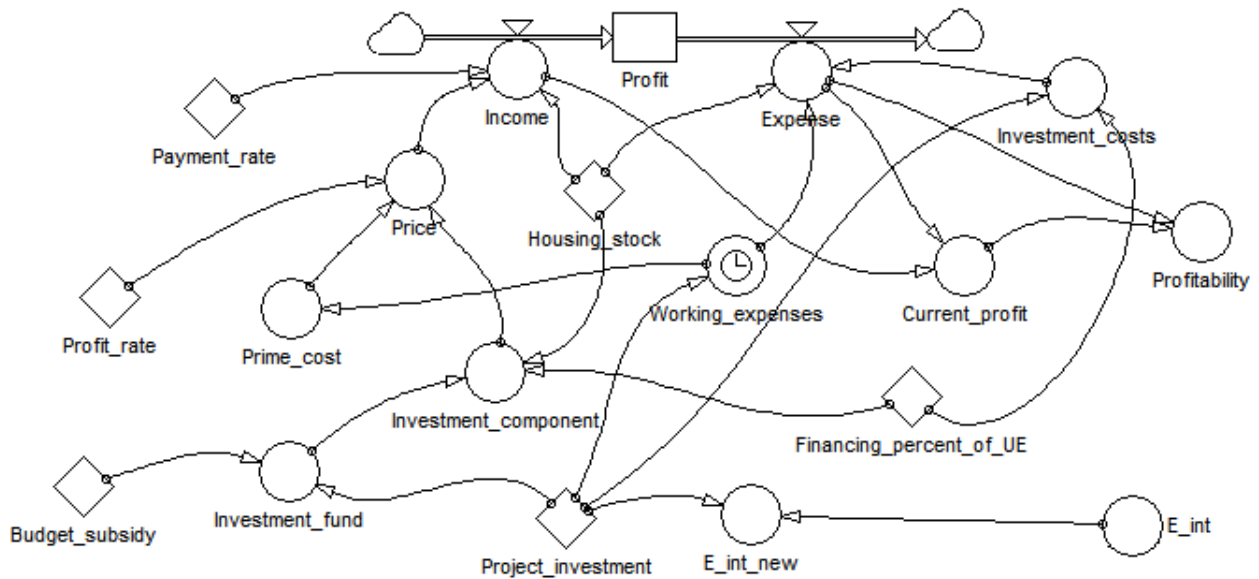 Profit
Income
Expense
Investment_costs
Payment_rate
Price
Housing_stock
Profitability
Working_expenses
Current_profit
Profit_rate
Prime_cost
Investment_component
Financing_percent_of_UE
Investment_fund
E_int
Budget_subsidy
Project_investment
E_int_new